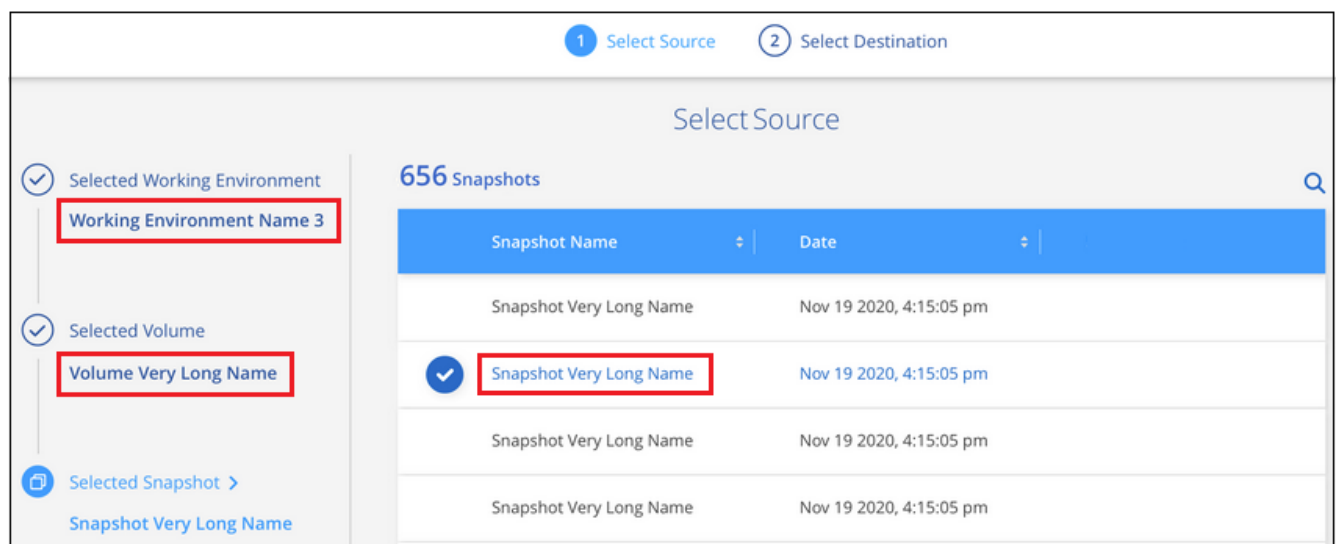 1 Select Source 2 Select Destination
Select Source
Selected Working Environment
Working Environment Name 3
Selected Volume
Volume Very Long Name
Selected Snapshot >
Snapshot Very Long Name
656 Snapshots
Snapshot Name Date
Snapshot Very Long Name Nov 19 2020, 4:15:05 pm
Snapshot Very Long Name Nov 19 2020, 4:15:05 pm
Snapshot Very Long Name Nov 19 2020, 4:15:05 pm
Snapshot Very Long Name Nov 19 2020, 4:15:05 pm